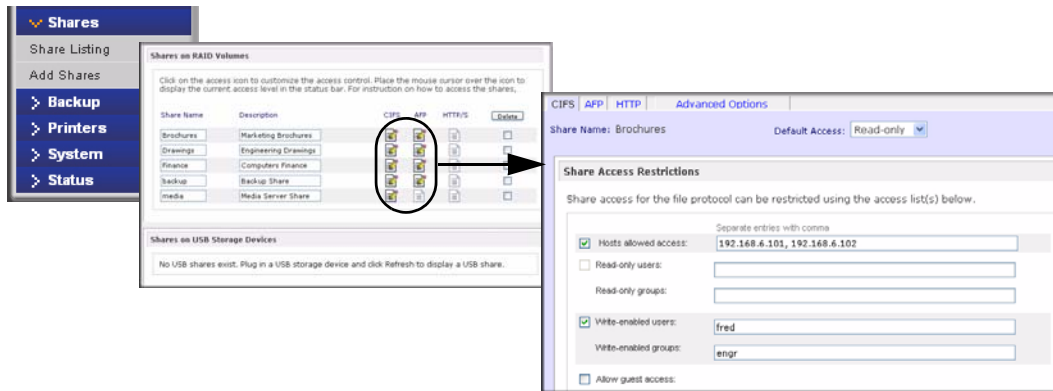 Shares
Share Listing
Add Shares
Backup
Printers
System
Status
Shares on RAID Volumes
Click on the access icon to customize the access control. Place the mouse cursor over the icon to
display the current access level in the status bar. For instruction on how to access the shares,
Share Name Description CIFS AFP HTTP/S Delete
Brochures Marketing Brochures
Drawings Engineering Drawings
Finance Computers Finance
backup Backup Share
media Media Server Share
Shares on USB Storage Devices
No USB shares exist. Plug in a USB storage device and click Refresh to display a USB share.
CIFS AFP HTTP Advanced Options
Share Name: Brochures Default Access: Read-only
Share Access Restrictions
Share access for the file protocol can be restricted using the access list(s) below.
Separate entries with comma
Hosts allowed access: 192.168.6.101, 192.168.6.102
Read-only users:
Read-only groups:
Write-enabled users: fred
Write-enabled groups: engr
Allow guest access: